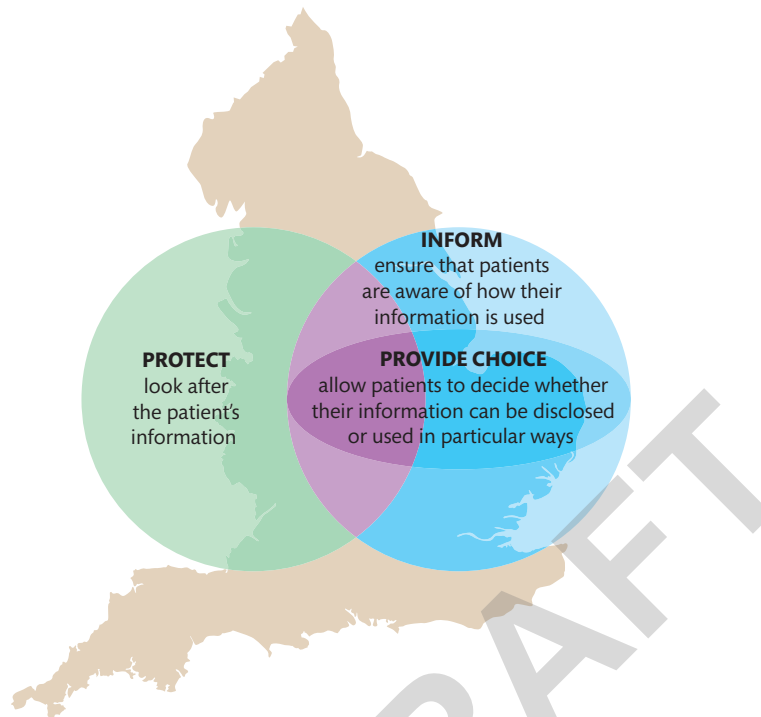 INFORM
ensure that patients
are aware of how their
information is used
PROTECT
look after
the patient's
information
PROVIDE CHOICE
allow patients to decide whether
their information can be disclosed
or used in particular ways
RAFT